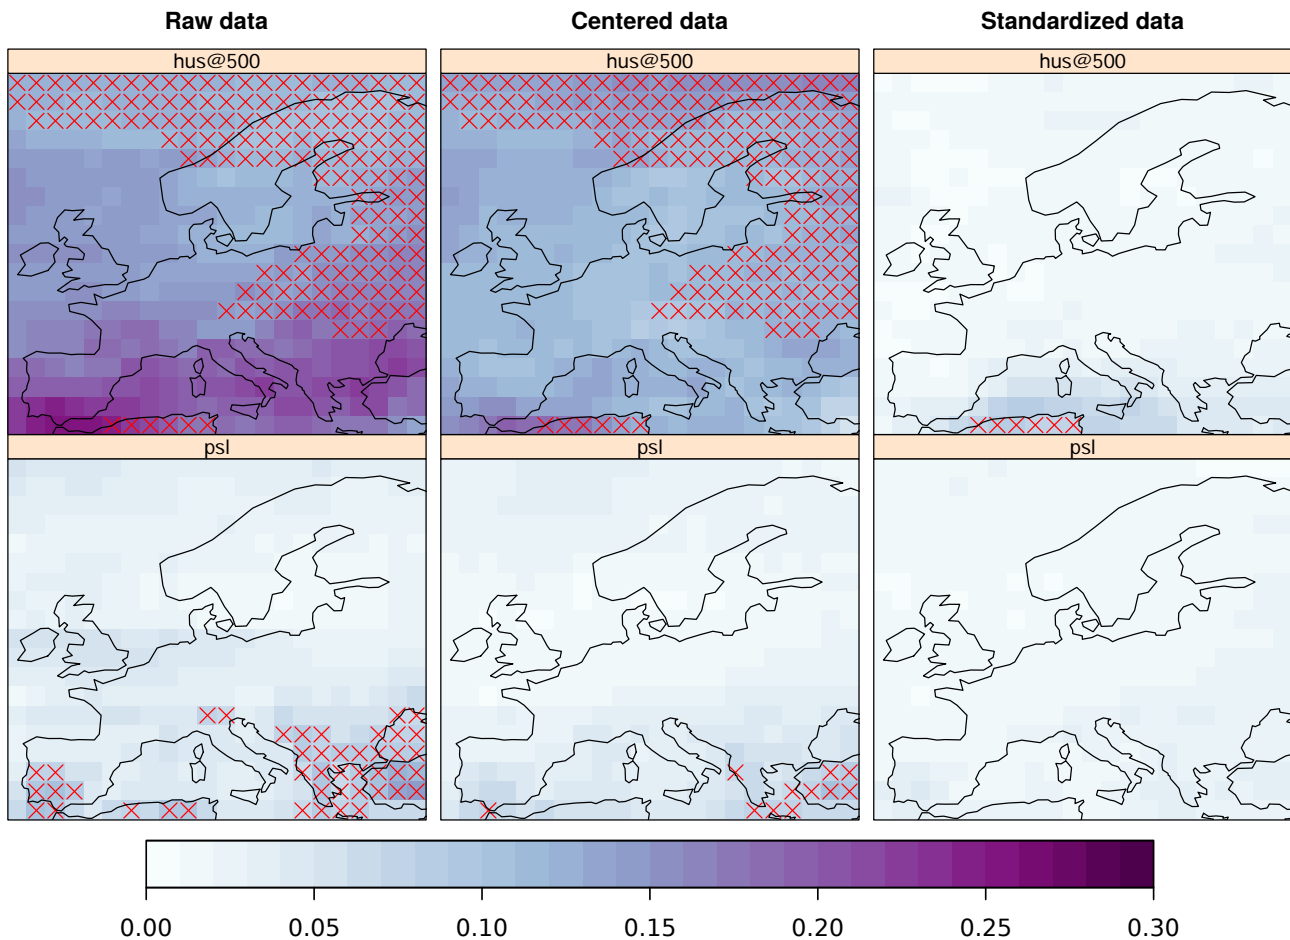 Raw data Centered data Standardized data
hus@500 hus@500 hus@500
psl psl psl
0.00 0.05 0.10 0.15 0.20 0.25 0.30